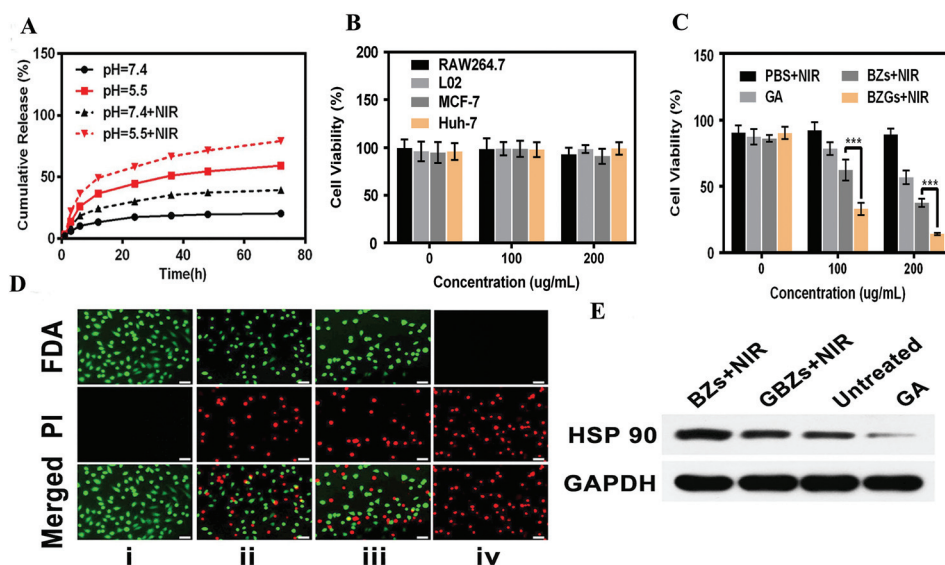 A
Cumulative Release (%)
150
100
50
0
pH=7.4
pH=5.5
pH=7.4+NIR
pH=5.5+NIR
0 20 40 60 80
Time(h)
B
Cell Viability (%)
200
150
100
50
0
RAW264.7
L02
MCF-7
Huh-7
0 100 200
Concentration (ug/mL)
C
Cell Viability (%)
150
100
50
0
PBS+NIR BZs+NIR
GA BZGs+NIR
*** ***
0 100 200
Concentration (ug/mL)
D
FDA
PI
Merged
i ii iii iv
E
BZs+NIR GBZs+NIR Untreated GA
HSP 90
GAPDH